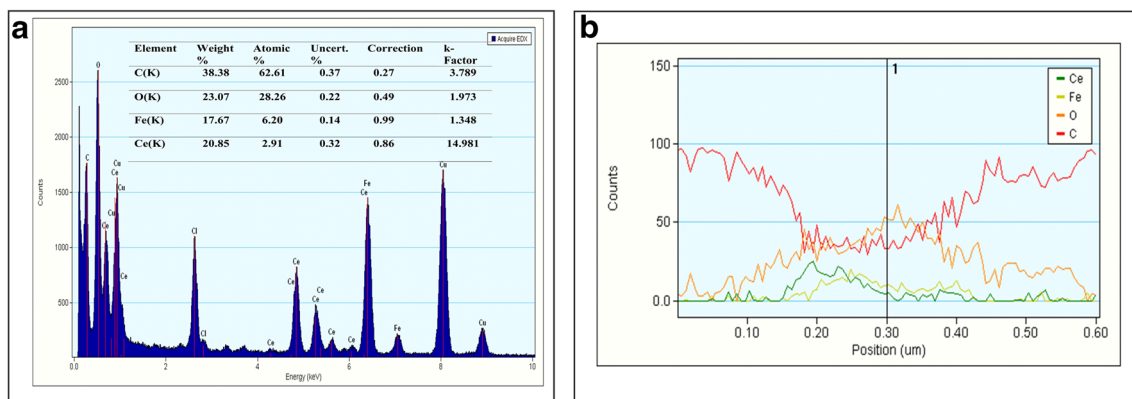 a
Acquire EDX
Element Weight % Atomic % Uncert. % Correction k-Factor
C(K) 38.38 62.61 0.37 0.27 3.789
O(K) 23.07 28.26 0.22 0.49 1.973
Fe(K) 17.67 6.20 0.14 0.99 1.348
Ce(K) 20.85 2.91 0.32 0.86 14.981
2500
2000
1500
1000
500
Counts
O
C
Cu
Ce
Cu
Ce
Cu
Ce
Cl
Cl
Ce
Ce
Ce
Ce
Ce
Ce
Ce
Fe
Ce
Fe
Cu
Cu
0.0 2 4 6 8 10
Energy (keV)
b
150
100
50
0.0
Counts
1
Ce
Fe
O
C
0.10 0.20 0.30 0.40 0.50 0.60
Position (um)